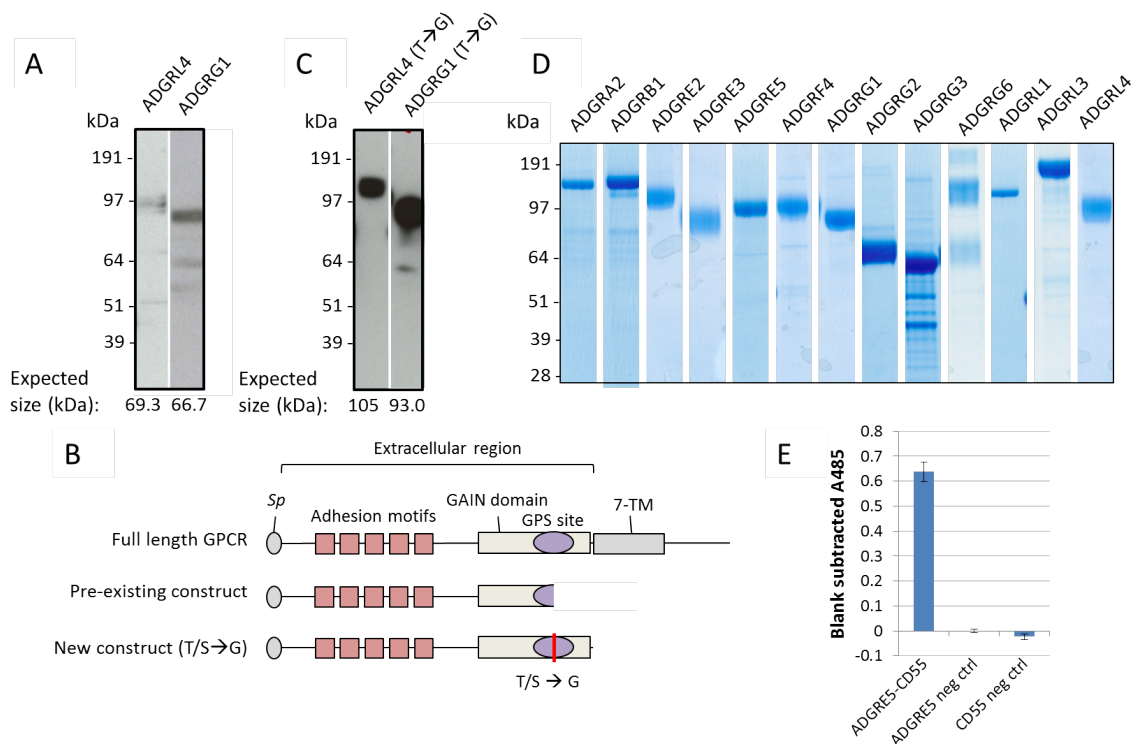 A
ADGRL4
ADGRG1
kDa
191 -
97 -
64 -
51 -
39 -
Expected
size (kDa):
69.3 66.7
C
ADGRL4 (T→G)
ADGRG1 (T→G)
kDa
191 -
97 -
64 -
51 -
39 -
Expected
size (kDa):
105 93.0
D
ADGRA2
ADGRB1
ADGRE2
ADGRE3
ADGRE5
ADGRF4
ADGRG1
ADGRG2
ADGRG3
ADGRG6
ADGRL1
ADGRL3
ADGRL4
kDa
191 -
97 -
64 -
51 -
39 -
28 -
B
Extracellular region
Sp
Adhesion motifs
GAIN domain
GPS site
7-TM
Full length GPCR
Pre-existing construct
New construct (T/S→G)
T/S → G
E
Blank subtracted A485
0.8
0.7
0.6
0.5
0.4
0.3
0.2
0.1
0
-0.1
ADGRE5-CD55
ADGRE5 neg ctrl
CD55 neg ctrl